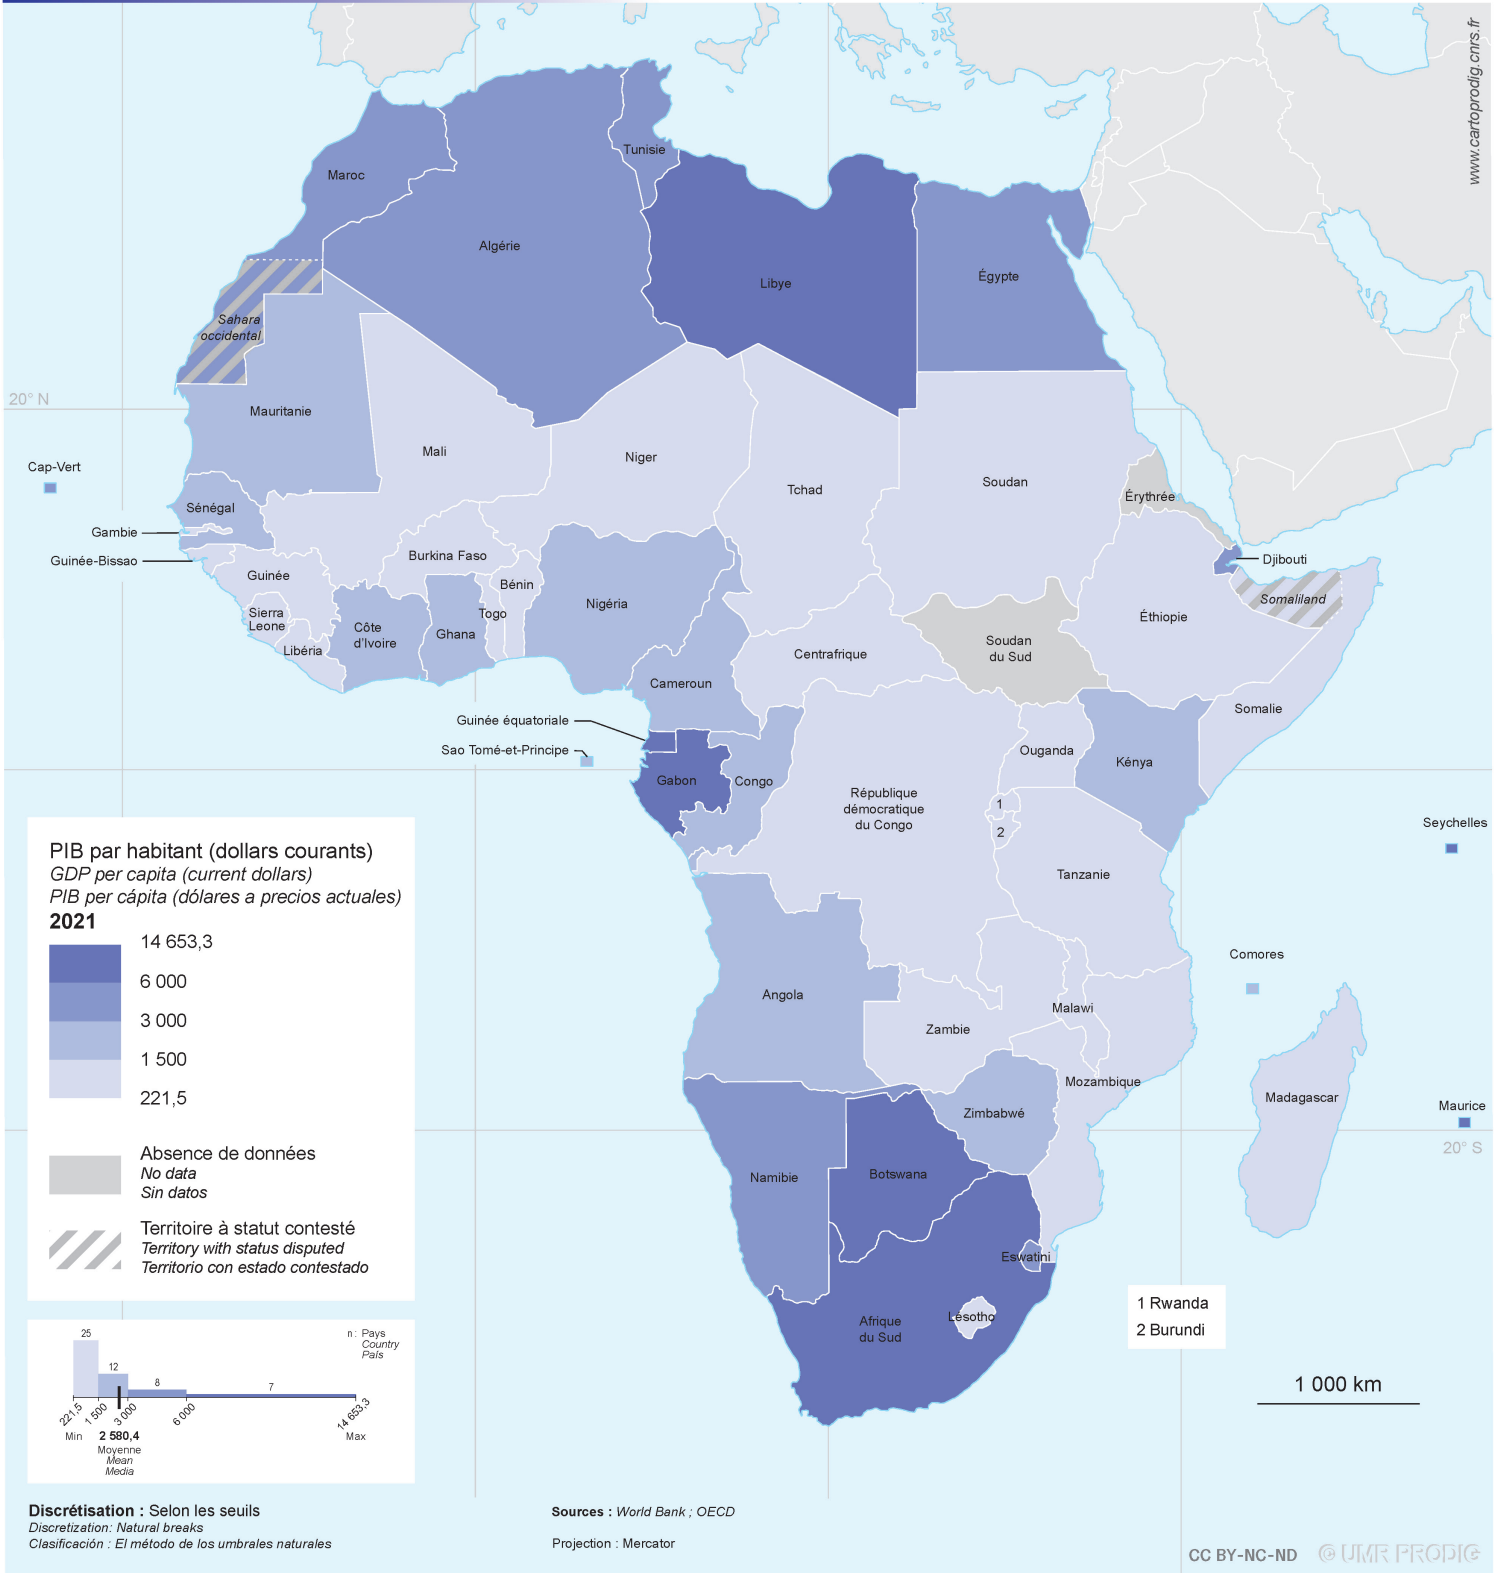 www.cartoprodig.cnrs.fr
Tunisie
Maroc
Algérie
Libye
Égypte
Sahara
occidental
20° N
Mauritanie
Mali
Niger
Cap-Vert
Tchad
Soudan
Érythrée
Sénégal
Gambie
Guinée-Bissao
Burkina Faso
Djibouti
Guinée
Bénin
Somaliland
Nigéria
Sierra
Leone
Togo
Éthiopie
Côte
d'Ivoire
Ghana
Soudan
du Sud
Libéria
Centrafrique
Cameroun
Somalie
Guinée équatoriale
Sao Tomé-et-Principe
Ouganda
Kénya
Gabon
Congo
République
démocratique
du Congo
1
2
Seychelles
Tanzanie
Comores
Angola
Malawi
Zambie
Mozambique
Madagascar
Maurice
Zimbabwé
20° S
Namibie
Botswana
Eswatini
Lésotho
Afrique
du Sud
PIB par habitant (dollars courants)
GDP per capita (current dollars)
PIB per cápita (dólares a precios actuales)
2021
14 653,3
6 000
3 000
1 500
221,5
Absence de données
No data
Sin datos
Territoire à statut contesté
Territory with status disputed
Territorio con estado contestado
1 Rwanda
2 Burundi
25
12
8
7
n : Pays
Country
País
221,5
1 500
3 000
6 000
14 653,3
Min
2 580,4
Max
Moyenne
Mean
Media
1 000 km
Discrétisation : Selon les seuils
Discretization: Natural breaks
Clasificación : El método de los umbrales naturales
Sources : World Bank ; OECD
Projection : Mercator
CC BY-NC-ND
© UMR PRODIG